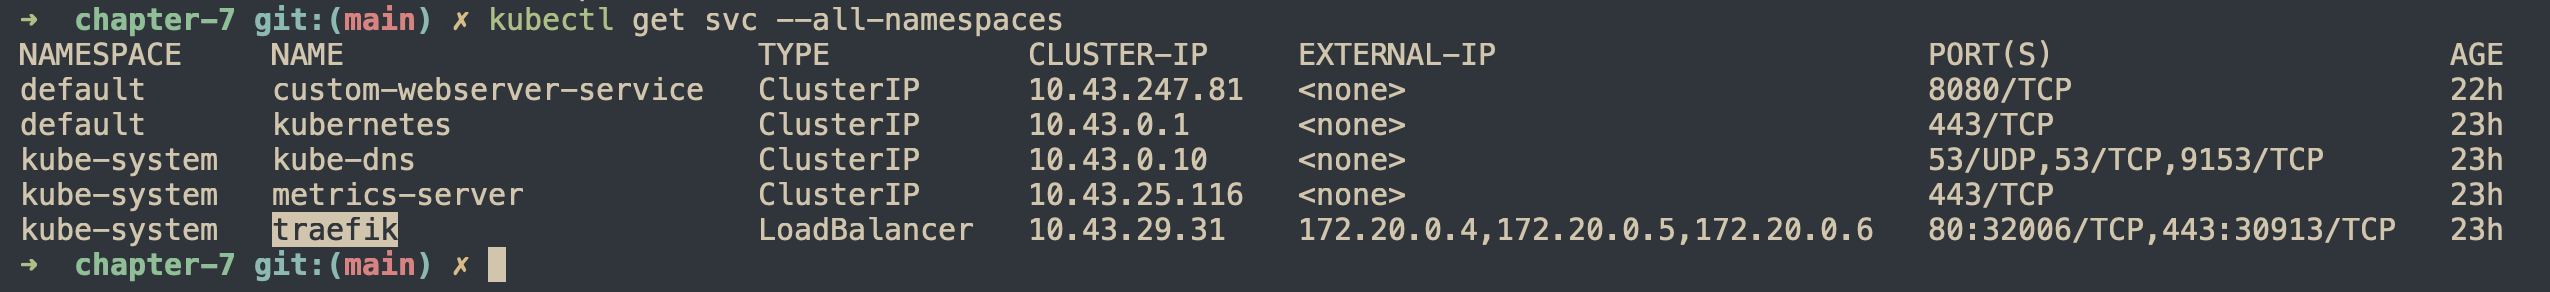 ➜  chapter-7 git:(main) ✗ kubectl get svc --all-namespaces
NAMESPACE     NAME                       TYPE           CLUSTER-IP     EXTERNAL-IP                        PORT(S)                      AGE
default       custom-webserver-service   ClusterIP      10.43.247.81   <none>                             8080/TCP                     22h
default       kubernetes                 ClusterIP      10.43.0.1      <none>                             443/TCP                      23h
kube-system   kube-dns                   ClusterIP      10.43.0.10     <none>                             53/UDP,53/TCP,9153/TCP       23h
kube-system   metrics-server             ClusterIP      10.43.25.116   <none>                             443/TCP                      23h
kube-system   traefik                    LoadBalancer   10.43.29.31    172.20.0.4,172.20.0.5,172.20.0.6   80:32006/TCP,443:30913/TCP   23h
➜  chapter-7 git:(main) ✗